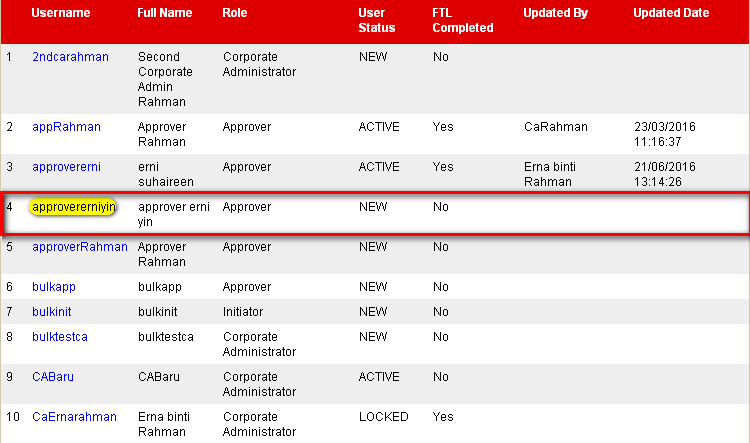 Username Full Name Role User Status FTL Completed Updated By Updated Date
1 2ndcarahman Second Corporate Admin Rahman Corporate Administrator NEW No
2 appRahman Approver Rahman Approver ACTIVE Yes CaRahman 23/03/2016 11:16:37
3 approvererni erni suhaireen Approver ACTIVE Yes Erna binti Rahman 21/06/2016 13:14:26
4 approvererniyin approver erni yin Approver NEW No
5 approverRahman Approver Rahman Approver NEW No
6 bulkapp bulkapp Approver NEW No
7 bulkinit bulkinit Initiator NEW No
8 bulktestca bulktestca Corporate Administrator NEW No
9 CABaru CABaru Corporate Administrator ACTIVE No
10 CaErnarahman Erna binti Rahman Corporate Administrator LOCKED Yes